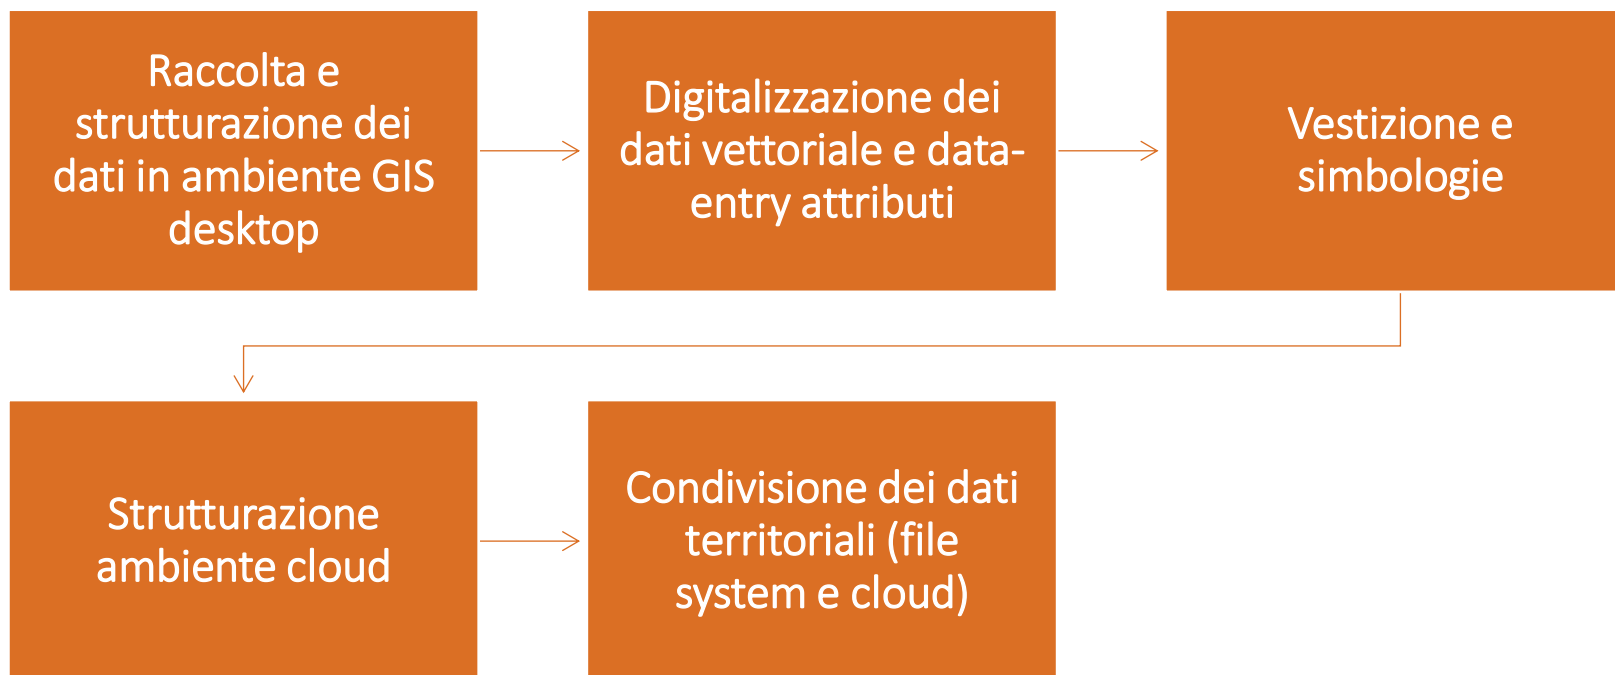 Raccolta e
strutturazione dei
dati in ambiente GIS
desktop
Digitalizzazione dei
dati vettoriale e data-
entry attributi
Vestizione e
simbologie
Strutturazione
ambiente cloud
Condivisione dei dati
territoriali (file
system e cloud)